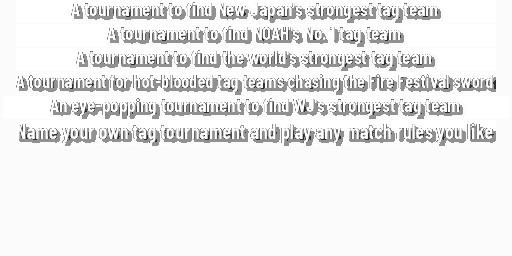 A tournament to find New Japan's strongest tag team
A tournament to find NOAH's No. 1 tag team
A tournament to find the world's strongest tag team
A tournament for hot-blooded tag teams chasing the Fire Festival sword
An eye-popping tournament to find WJ's strongest tag team
Name your own tag tournament and play any match rules you like